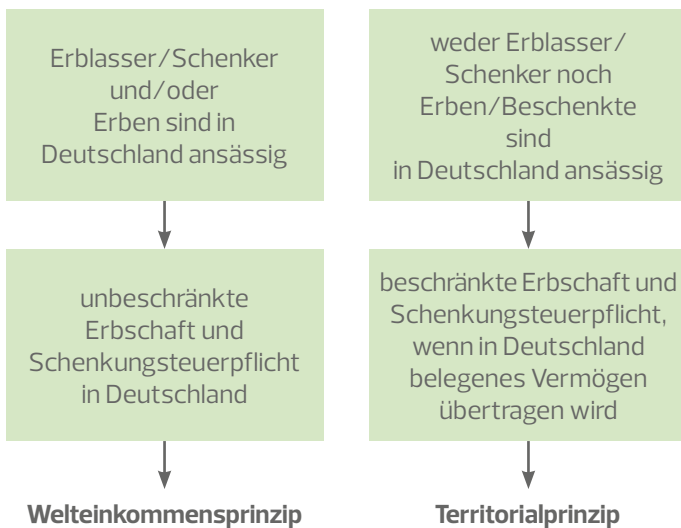 Erblasser/Schenker
und/oder
Erben sind in
Deutschland ansässig
unbeschränkte
Erbschaft und
Schenkungsteuerpflicht
in Deutschland
Welteinkommensprinzip
weder Erblasser/
Schenker noch
Erben/Beschenkte
sind
in Deutschland ansässig
beschränkte Erbschaft und
Schenkungsteuerpflicht,
wenn in Deutschland
belegenes Vermögen
übertragen wird
Territorialprinzip